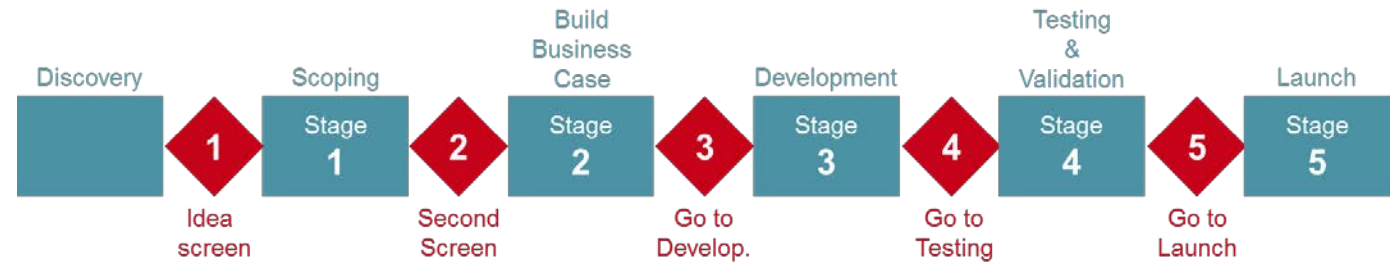 Discovery
Scoping
Build
Business
Case
Development
Testing
&
Validation
Launch
1
Stage
1
2
Stage
2
3
Stage
3
4
Stage
4
5
Stage
5
Idea
screen
Second
Screen
Go to
Develop.
Go to
Testing
Go to
Launch